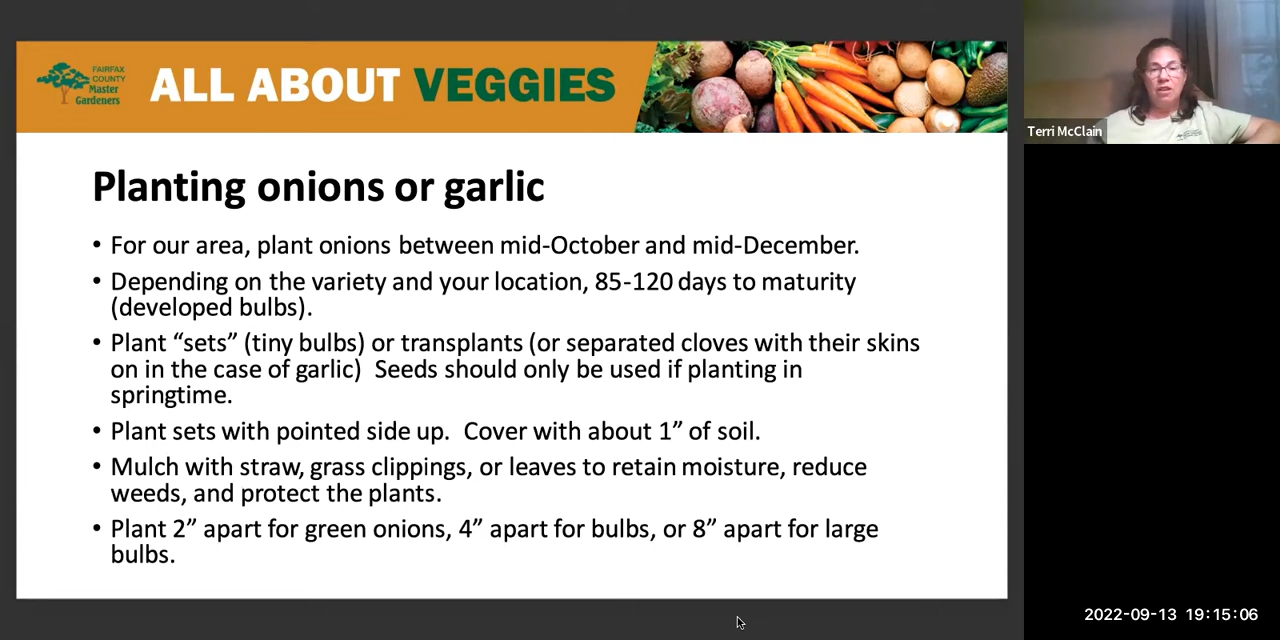 FAIRFAX
COUNTY
Master
Gardeners
ALL ABOUT VEGGIES
Terri McClain
Planting onions or garlic
• For our area, plant onions between mid-October and mid-December.
• Depending on the variety and your location, 85-120 days to maturity
(developed bulbs).
• Plant “sets” (tiny bulbs) or transplants (or separated cloves with their skins
on in the case of garlic)  Seeds should only be used if planting in
springtime.
• Plant sets with pointed side up.  Cover with about 1” of soil.
• Mulch with straw, grass clippings, or leaves to retain moisture, reduce
weeds, and protect the plants.
• Plant 2” apart for green onions, 4” apart for bulbs, or 8” apart for large
bulbs.
2022-09-13 19:15:06